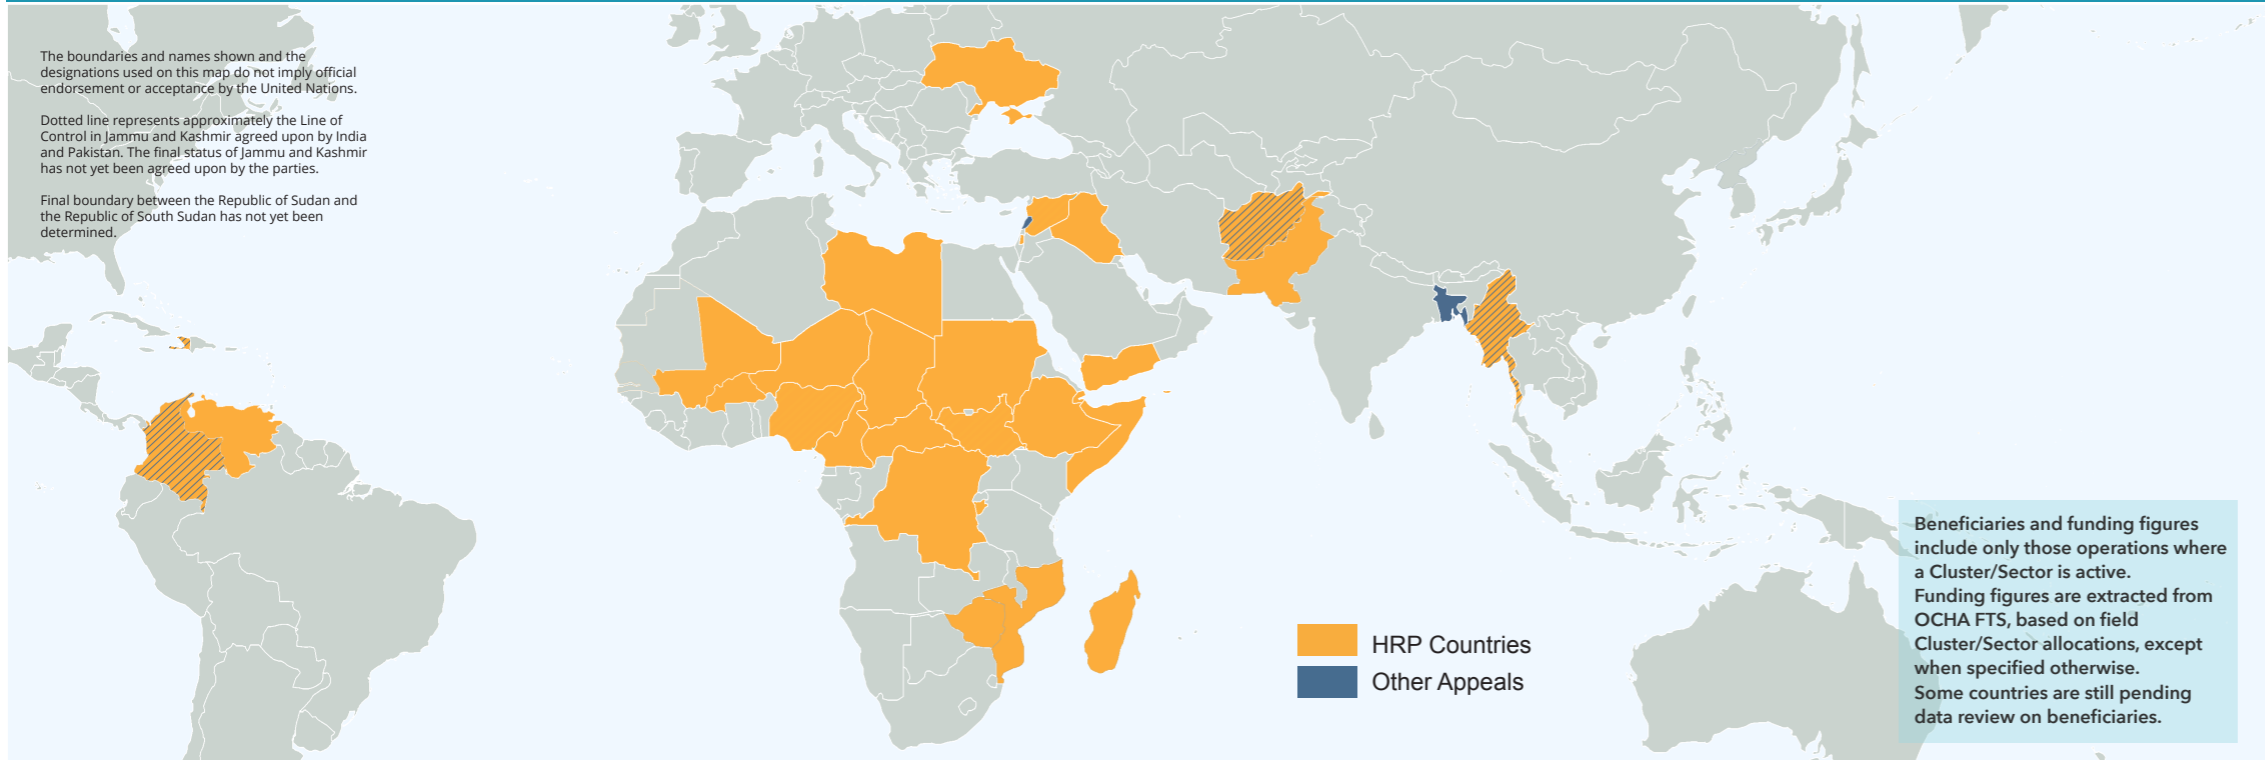 The boundaries and names shown and the
designations used on this map do not imply official
endorsement or acceptance by the United Nations.
Dotted line represents approximately the Line of
Control in Jammu and Kashmir agreed upon by India
and Pakistan. The final status of Jammu and Kashmir
has not yet been agreed upon by the parties.
Final boundary between the Republic of Sudan and
the Republic of South Sudan has not yet been
determined.
HRP Countries
Other Appeals
Beneficiaries and funding figures
include only those operations where
a Cluster/Sector is active.
Funding figures are extracted from
OCHA FTS, based on field
Cluster/Sector allocations, except
when specified otherwise.
Some countries are still pending
data review on beneficiaries.